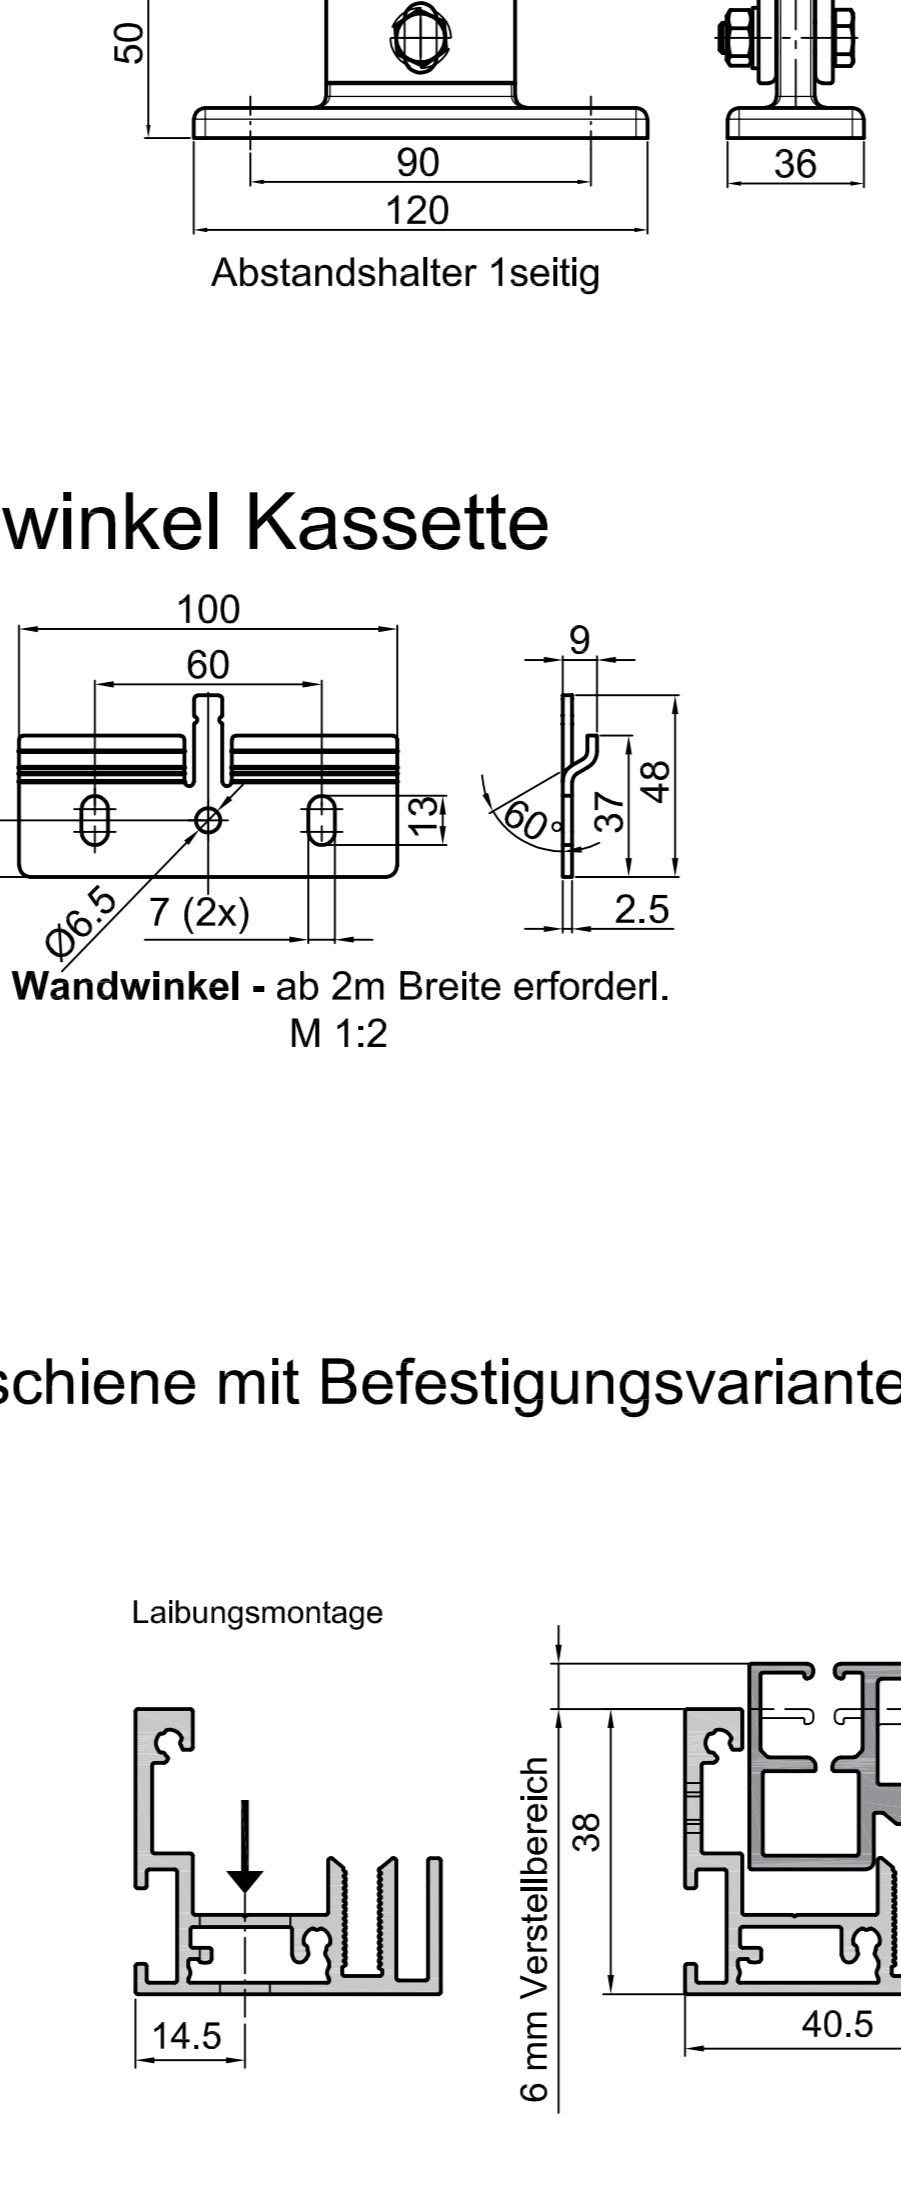 50
90
36
120
Abstandshalter 1seitig
winkel Kassette
100
60
9
13
60°
37
48
Ø6.5
7 (2x)
2.5
Wandwinkel - ab 2m Breite erforderl.
M 1:2
schiene mit Befestigungsvariante
Laibungsmontage
6 mm Verstellbereich
38
14.5
40.5